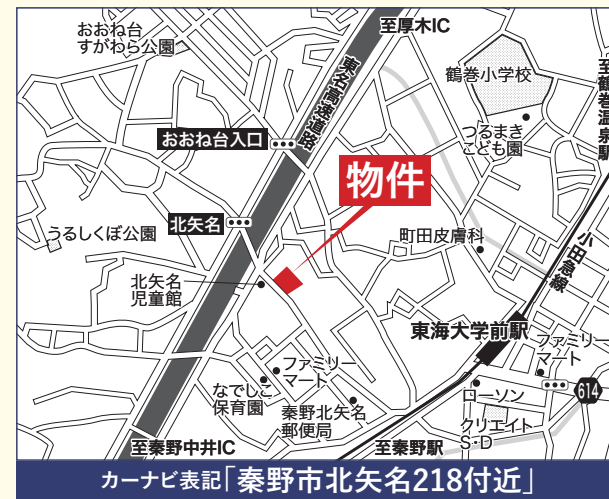 おおね台
すがわら公園
至厚木IC
東名高速道路
鶴巻小学校
至鶴巻温泉駅
つるまき
こども園
おおね台入口
物件
北矢名
うるしくぼ公園
町田皮膚科
小田急線
北矢名
児童館
東海大学前駅
ファミリー
マート
ファミリー
マート
なでしこ
保育園
ローソン
614
秦野北矢名
郵便局
クリエイト
S・D
至秦野中井IC
至秦野駅
カーナビ表記「秦野市北矢名218付近」